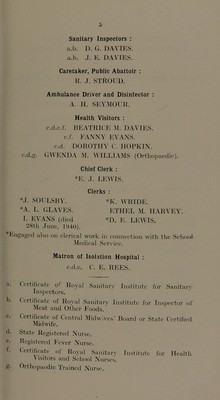 5
Sanitary Inspectors :
a.b. D. G. DAVIES.
a.b. J. E. DAVIES.
Caretaker, Public Abattoir :
R. J. STROUD.
Ambulance Driver and Disinfector :
A. H. SEYMOUR.
Health Visitors :
c.d.e.f. BEATRICE M. DAVIES.
c.f. FANNY EVANS.
c.d. DOROTHY C. HOPKIN.
c.d.g. GWENDA M. WILLIAMS (Orthopaedic).
Chief Clerk :
*E. J. LEWIS.
Clerks :
*J. SOULSBY. *K. WRIDE.
*A. L. GLAVES. ETHEL M. HARVEY.
I. EVANS (died *D. E. LEWIS.
28th June, 1940).
*Engaged also on clerical work in connection with the School
Medical Service.
Matron of Isolation Hospital :
c.d.e. C. E. REES.
a. Certificate of Royal Sanitary Institute for Sanitary
Inspectors.
b. Certificate of Royal Sanitary Institute for Inspector of
Meat and Other Foods.
c. Certificate of Central Midwives' Board or State Certified
Midwife.
d. State Registered Nurse.
e. Registered Fever Nurse.
f. Certificate of Royal Sanitary Institute for Health
Visitors and School Nurses.
g. Orthopaedic Trained Nurse.